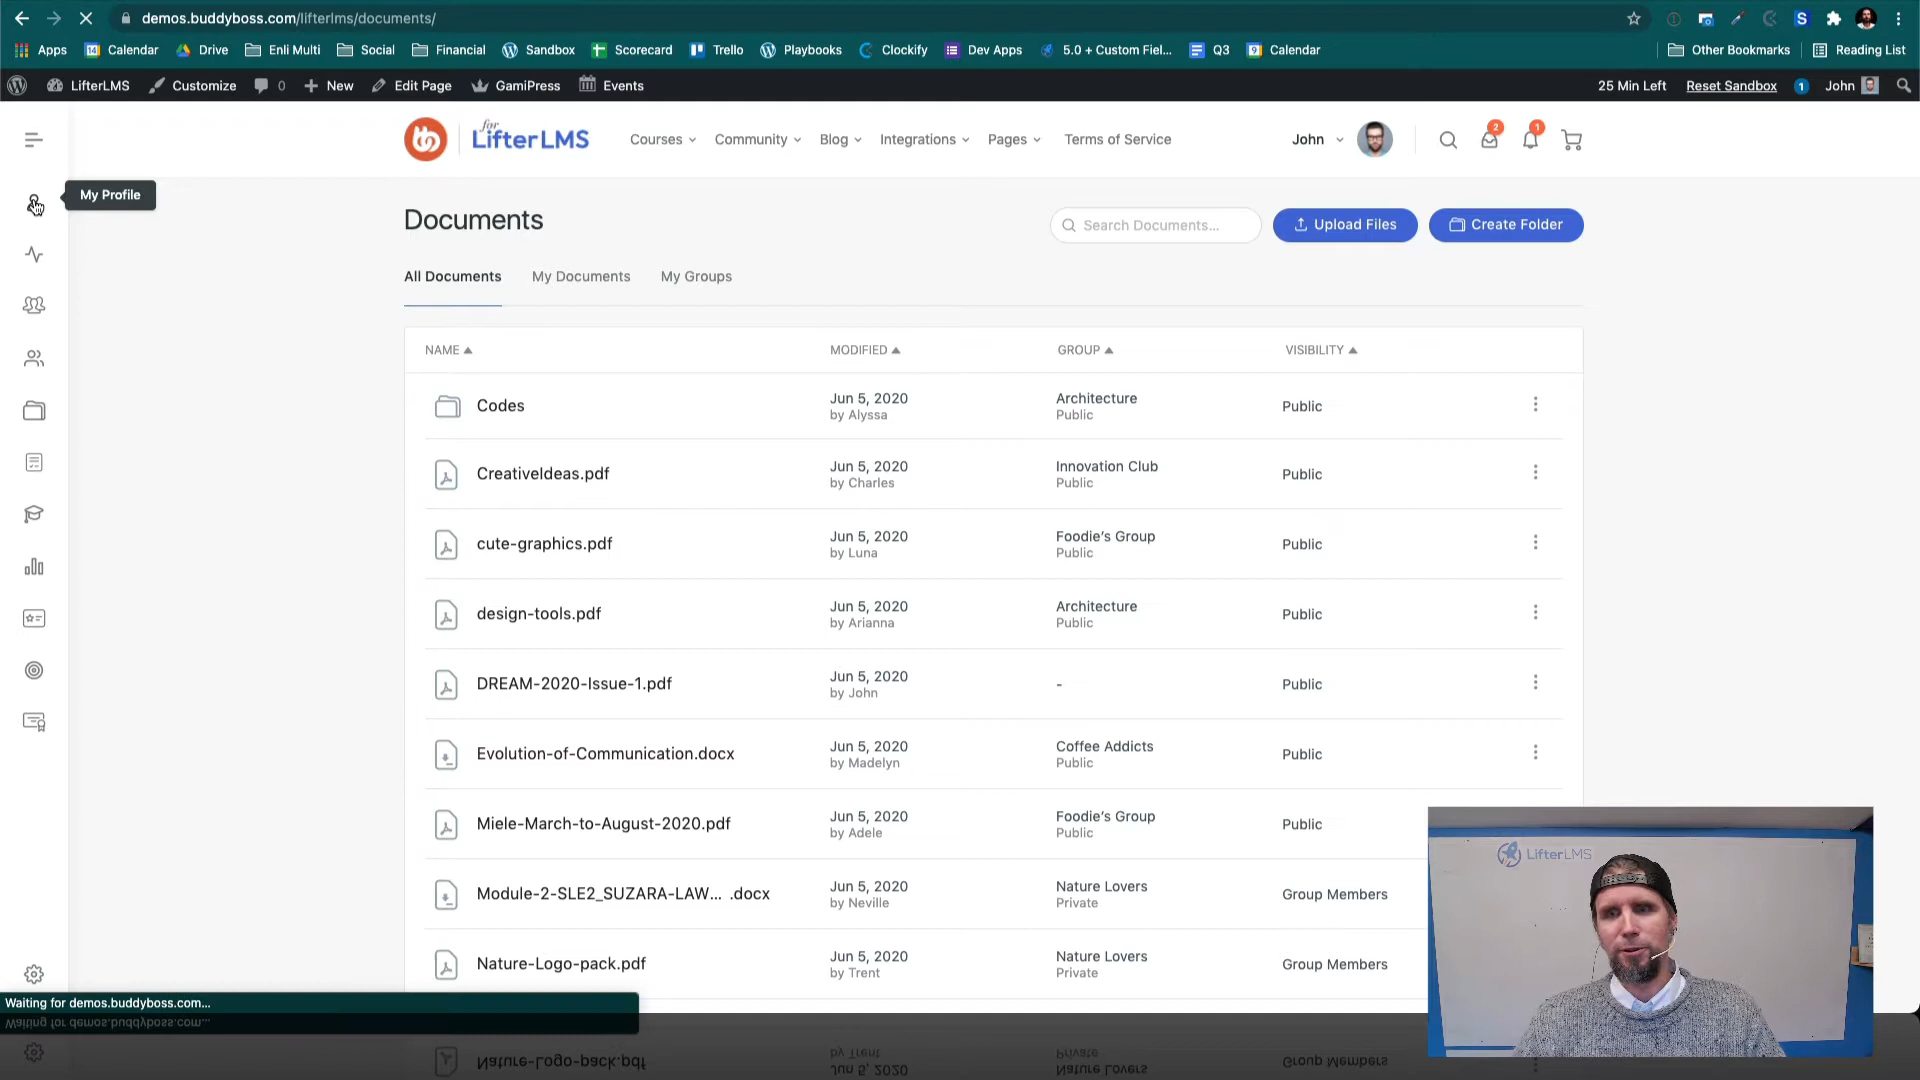 demos.buddyboss.com/lifterlms/documents/
Apps
Calendar
Drive
Enli Multi
Social
Financial
Sandbox
Scorecard
Trello
Playbooks
Clockify
Dev Apps
5.0 + Custom Fiel...
Q3
Calendar
Other Bookmarks
Reading List
LifterLMS
Customize
0
New
Edit Page
GamiPress
Events
25 Min Left
Reset Sandbox
1
John
for
Lifter LMS
Courses
Community
Blog
Integrations
Pages
Terms of Service
John
2
1
My Profile
Documents
Search Documents...
Upload Files
Create Folder
All Documents
My Documents
My Groups
NAME
MODIFIED
GROUP
VISIBILITY
Codes
Jun 5, 2020
by Alyssa
Architecture
Public
Public
CreativeIdeas.pdf
Jun 5, 2020
by Charles
Innovation Club
Public
Public
cute-graphics.pdf
Jun 5, 2020
by Luna
Foodie's Group
Public
Public
design-tools.pdf
Jun 5, 2020
by Arianna
Architecture
Public
Public
DREAM-2020-Issue-1.pdf
Jun 5, 2020
by John
-
Public
Evolution-of-Communication.docx
Jun 5, 2020
by Madelyn
Coffee Addicts
Public
Public
Miele-March-to-August-2020.pdf
Jun 5, 2020
by Adele
Foodie's Group
Public
Public
Module-2-SLE2_SUZARA-LAW... .docx
Jun 5, 2020
by Neville
Nature Lovers
Private
Group Members
Nature-Logo-pack.pdf
Jun 5, 2020
by Trent
Nature Lovers
Private
Group Members
LifterLMS
Waiting for demos.buddyboss.com...